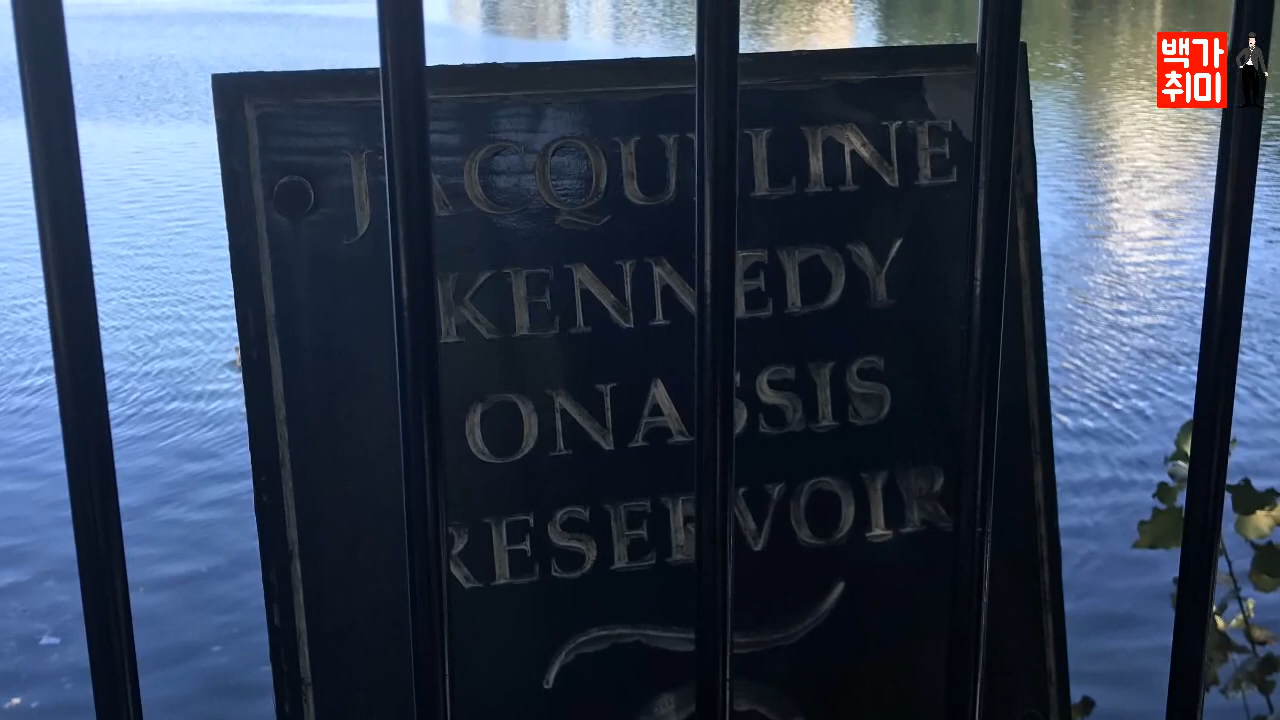 백가
취미
JACQUELINE
KENNEDY
ONASSIS
RESERVOIR